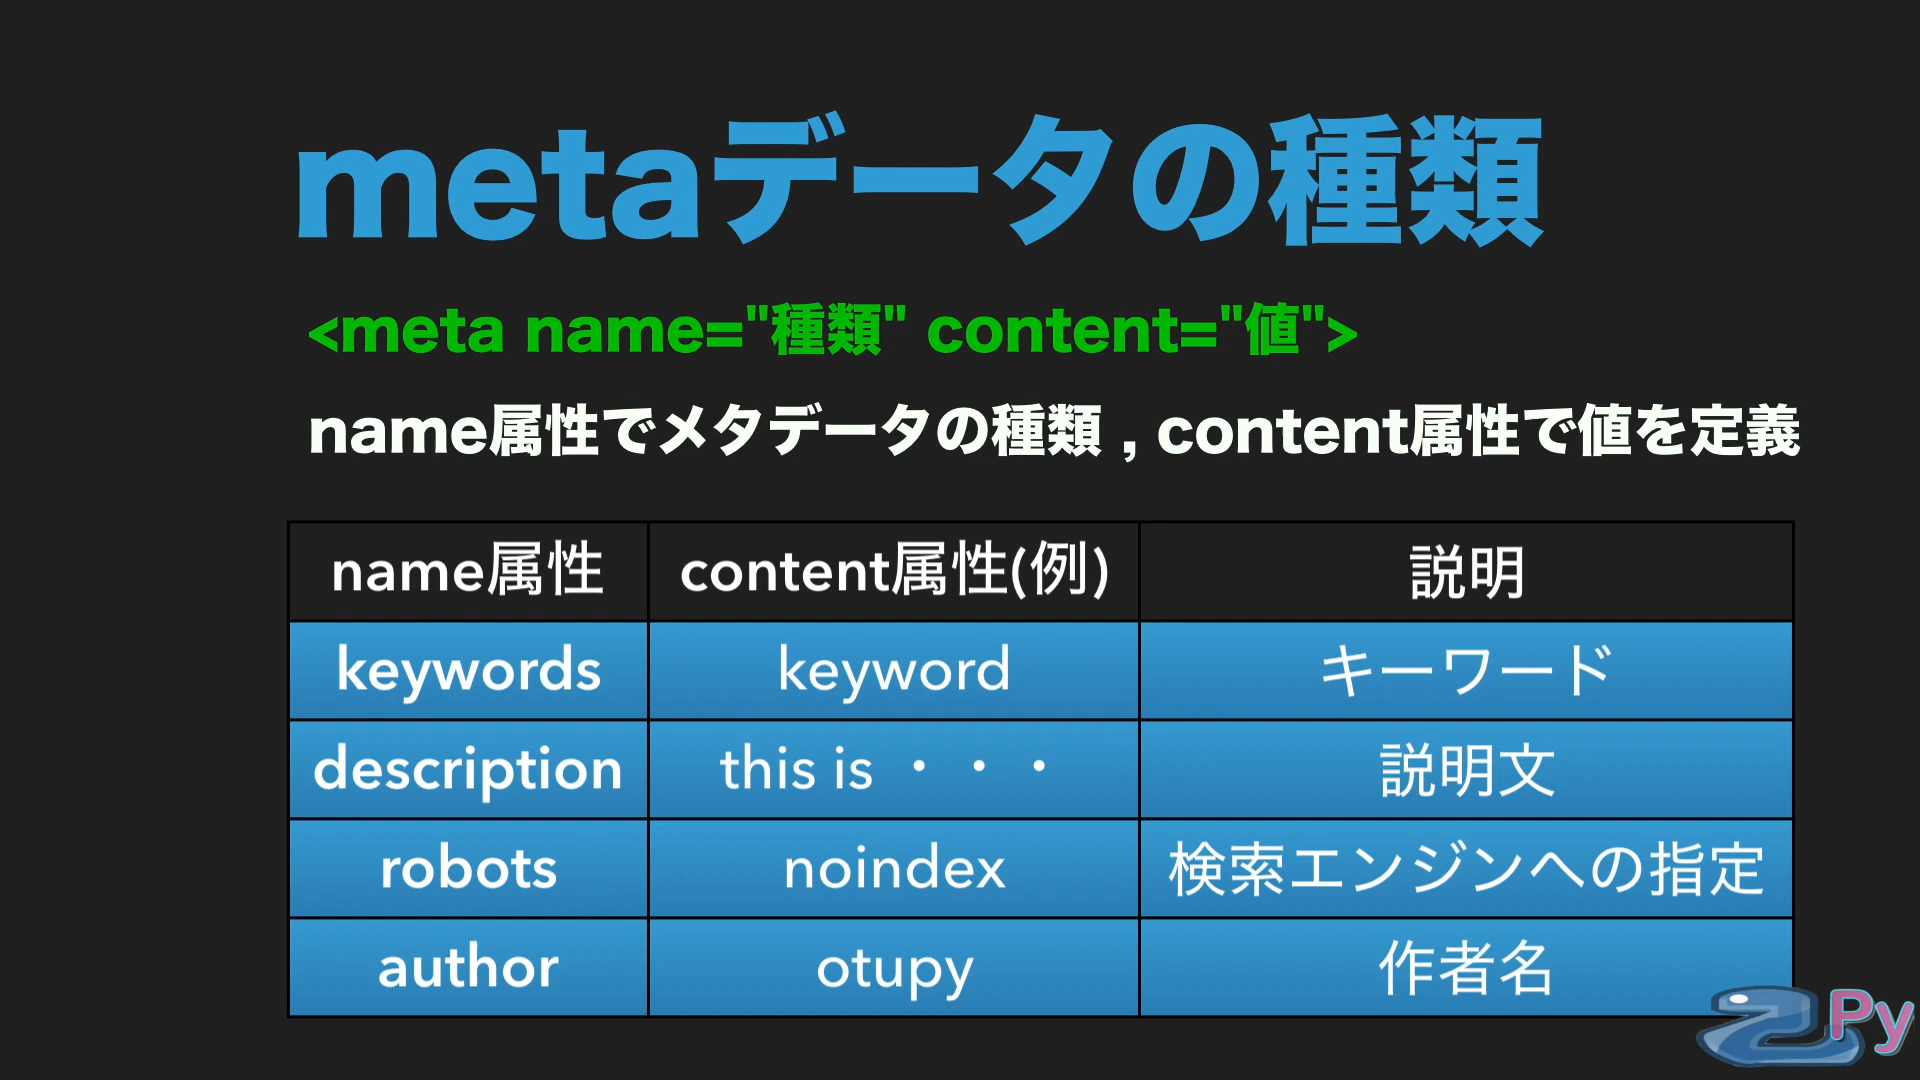 metaデータの種類
<meta name="種類" content="値">
name属性でメタデータの種類 , content属性で値を定義
name属性 content属性(例) 説明
keywords keyword キーワード
description this is ・・・ 説明文
robots noindex 検索エンジンへの指定
author otupy 作者名
乙Py